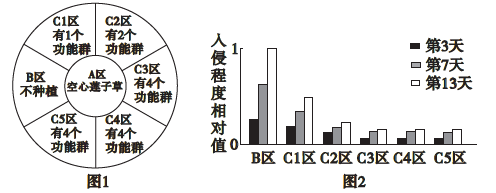 C1区
有1个
功能群
C2区
有2个
功能群
B区
不种植
A区
空心莲子草
C3区
有4个
功能群
C5区
有4个
功能群
C4区
有4个
功能群
图1
入侵程度相对值
1
0
第3天
第7天
第13天
B区 C1区 C2区 C3区 C4区 C5区
图2